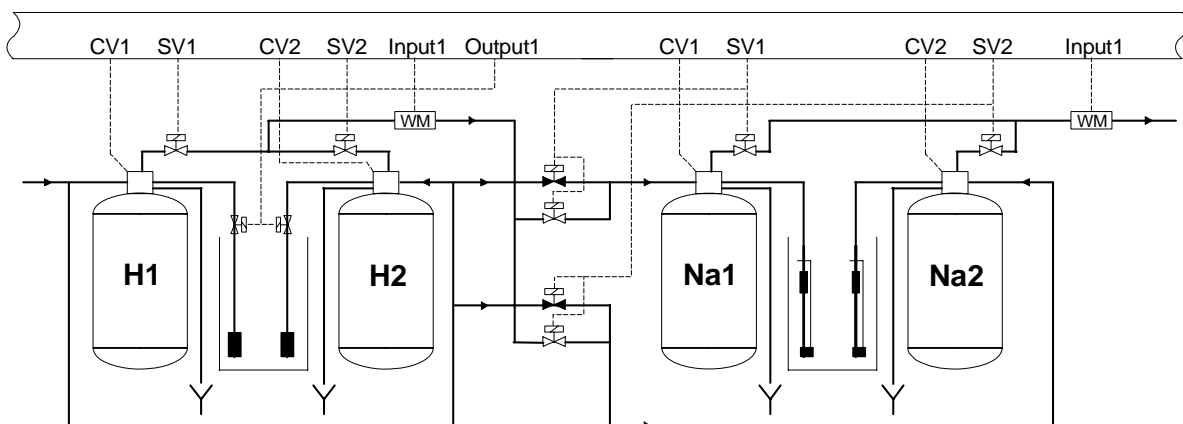 CV1 SV1 CV2 SV2 Input1 Output1 CV1 SV1 CV2 SV2 Input1
WM WM
H1 H2 Na1 Na2